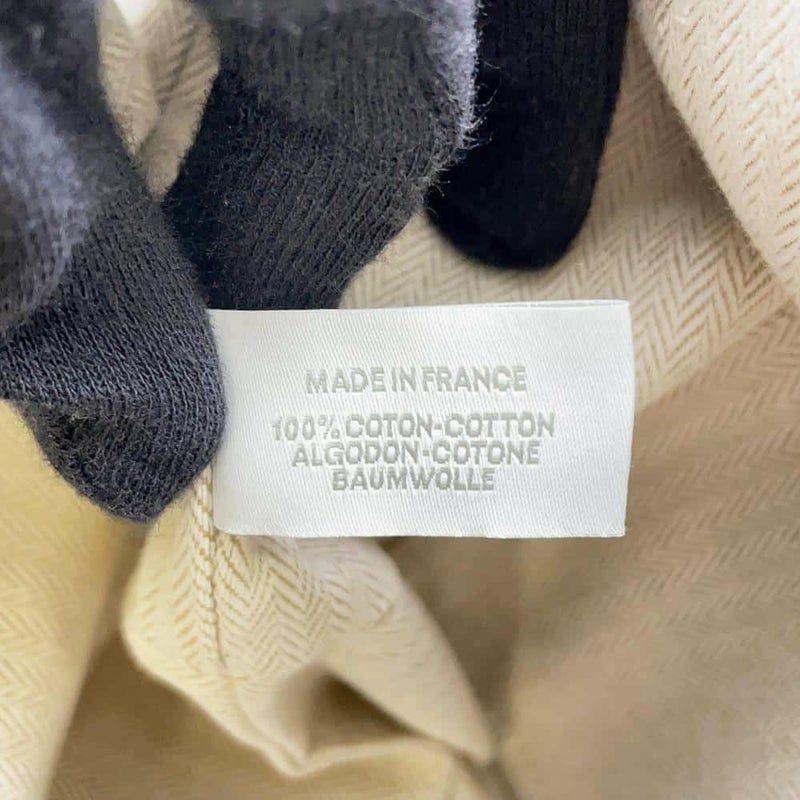 MADE IN FRANCE
100% COTON-COTTON
ALGODON-COTONE
BAUMWOLLE